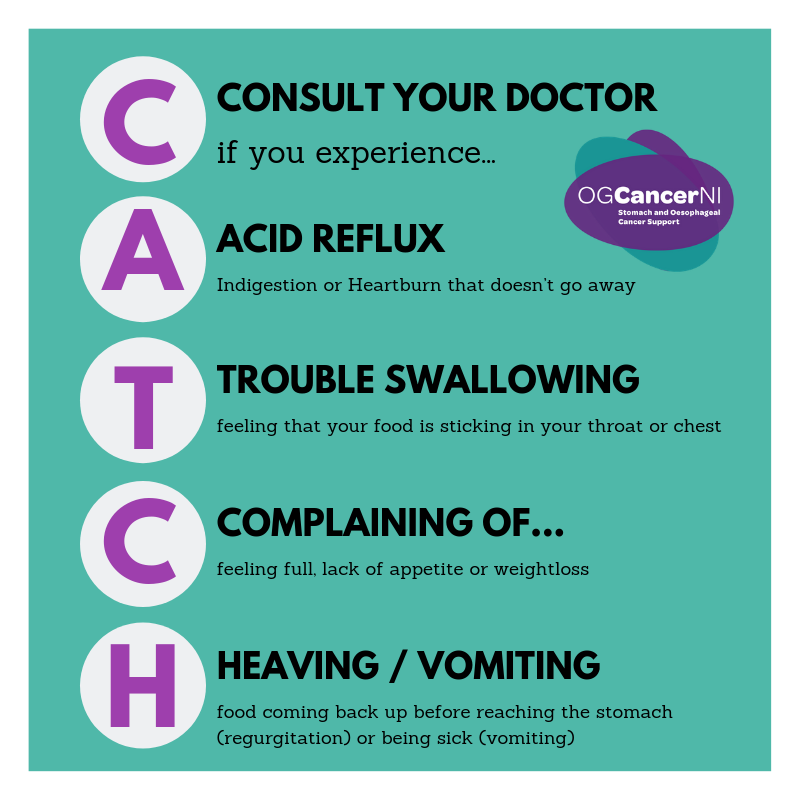 C
CONSULT YOUR DOCTOR
if you experience...
OGCancerNI
Stomach and Oesophageal
Cancer Support
A
ACID REFLUX
Indigestion or Heartburn that doesn't go away
T
TROUBLE SWALLOWING
feeling that your food is sticking in your throat or chest
C
COMPLAINING OF...
feeling full, lack of appetite or weightloss
H
HEAVING / VOMITING
food coming back up before reaching the stomach
(regurgitation) or being sick (vomiting)